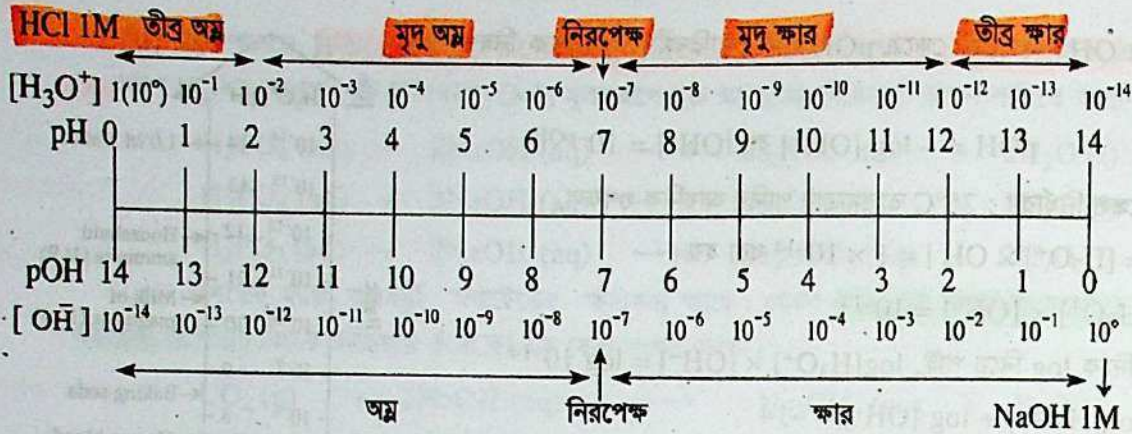 HCl 1M তীব্র অম্ল মৃদু অম্ল নিরপেক্ষ মৃদু ক্ষার তীব্র ক্ষার
[H₃O⁺] 1(10°) 10⁻¹ 10⁻² 10⁻³ 10⁻⁴ 10⁻⁵ 10⁻⁶ 10⁻⁷ 10⁻⁸ 10⁻⁹ 10⁻¹⁰ 10⁻¹¹ 10⁻¹² 10⁻¹³ 10⁻¹⁴
pH 0 1 2 3 4 5 6 7 8 9 10 11 12 13 14
pOH 14 13 12 11 10 9 8 7 6 5 4 3 2 1 0
[OH̄] 10⁻¹⁴ 10⁻¹³ 10⁻¹² 10⁻¹¹ 10⁻¹⁰ 10⁻⁹ 10⁻⁸ 10⁻⁷ 10⁻⁶ 10⁻⁵ 10⁻⁴ 10⁻³ 10⁻² 10⁻¹ 10°
অম্ল নিরপেক্ষ ক্ষার NaOH 1M